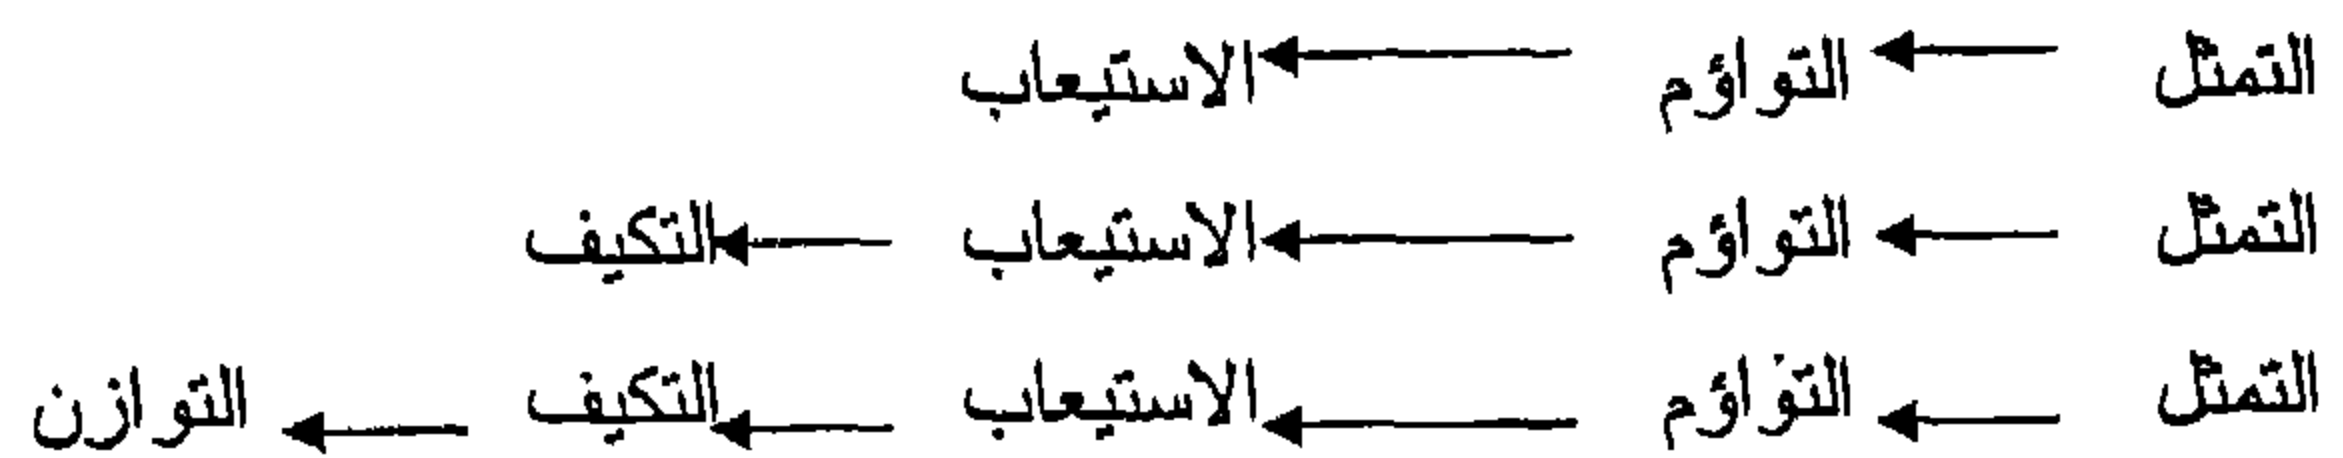 التمثل ← التواؤم ← الاستيعاب
التمثل ← التواؤم ← الاستيعاب ← التكيف
التمثل ← التواؤم ← الاستيعاب ← التكيف ← التوازن